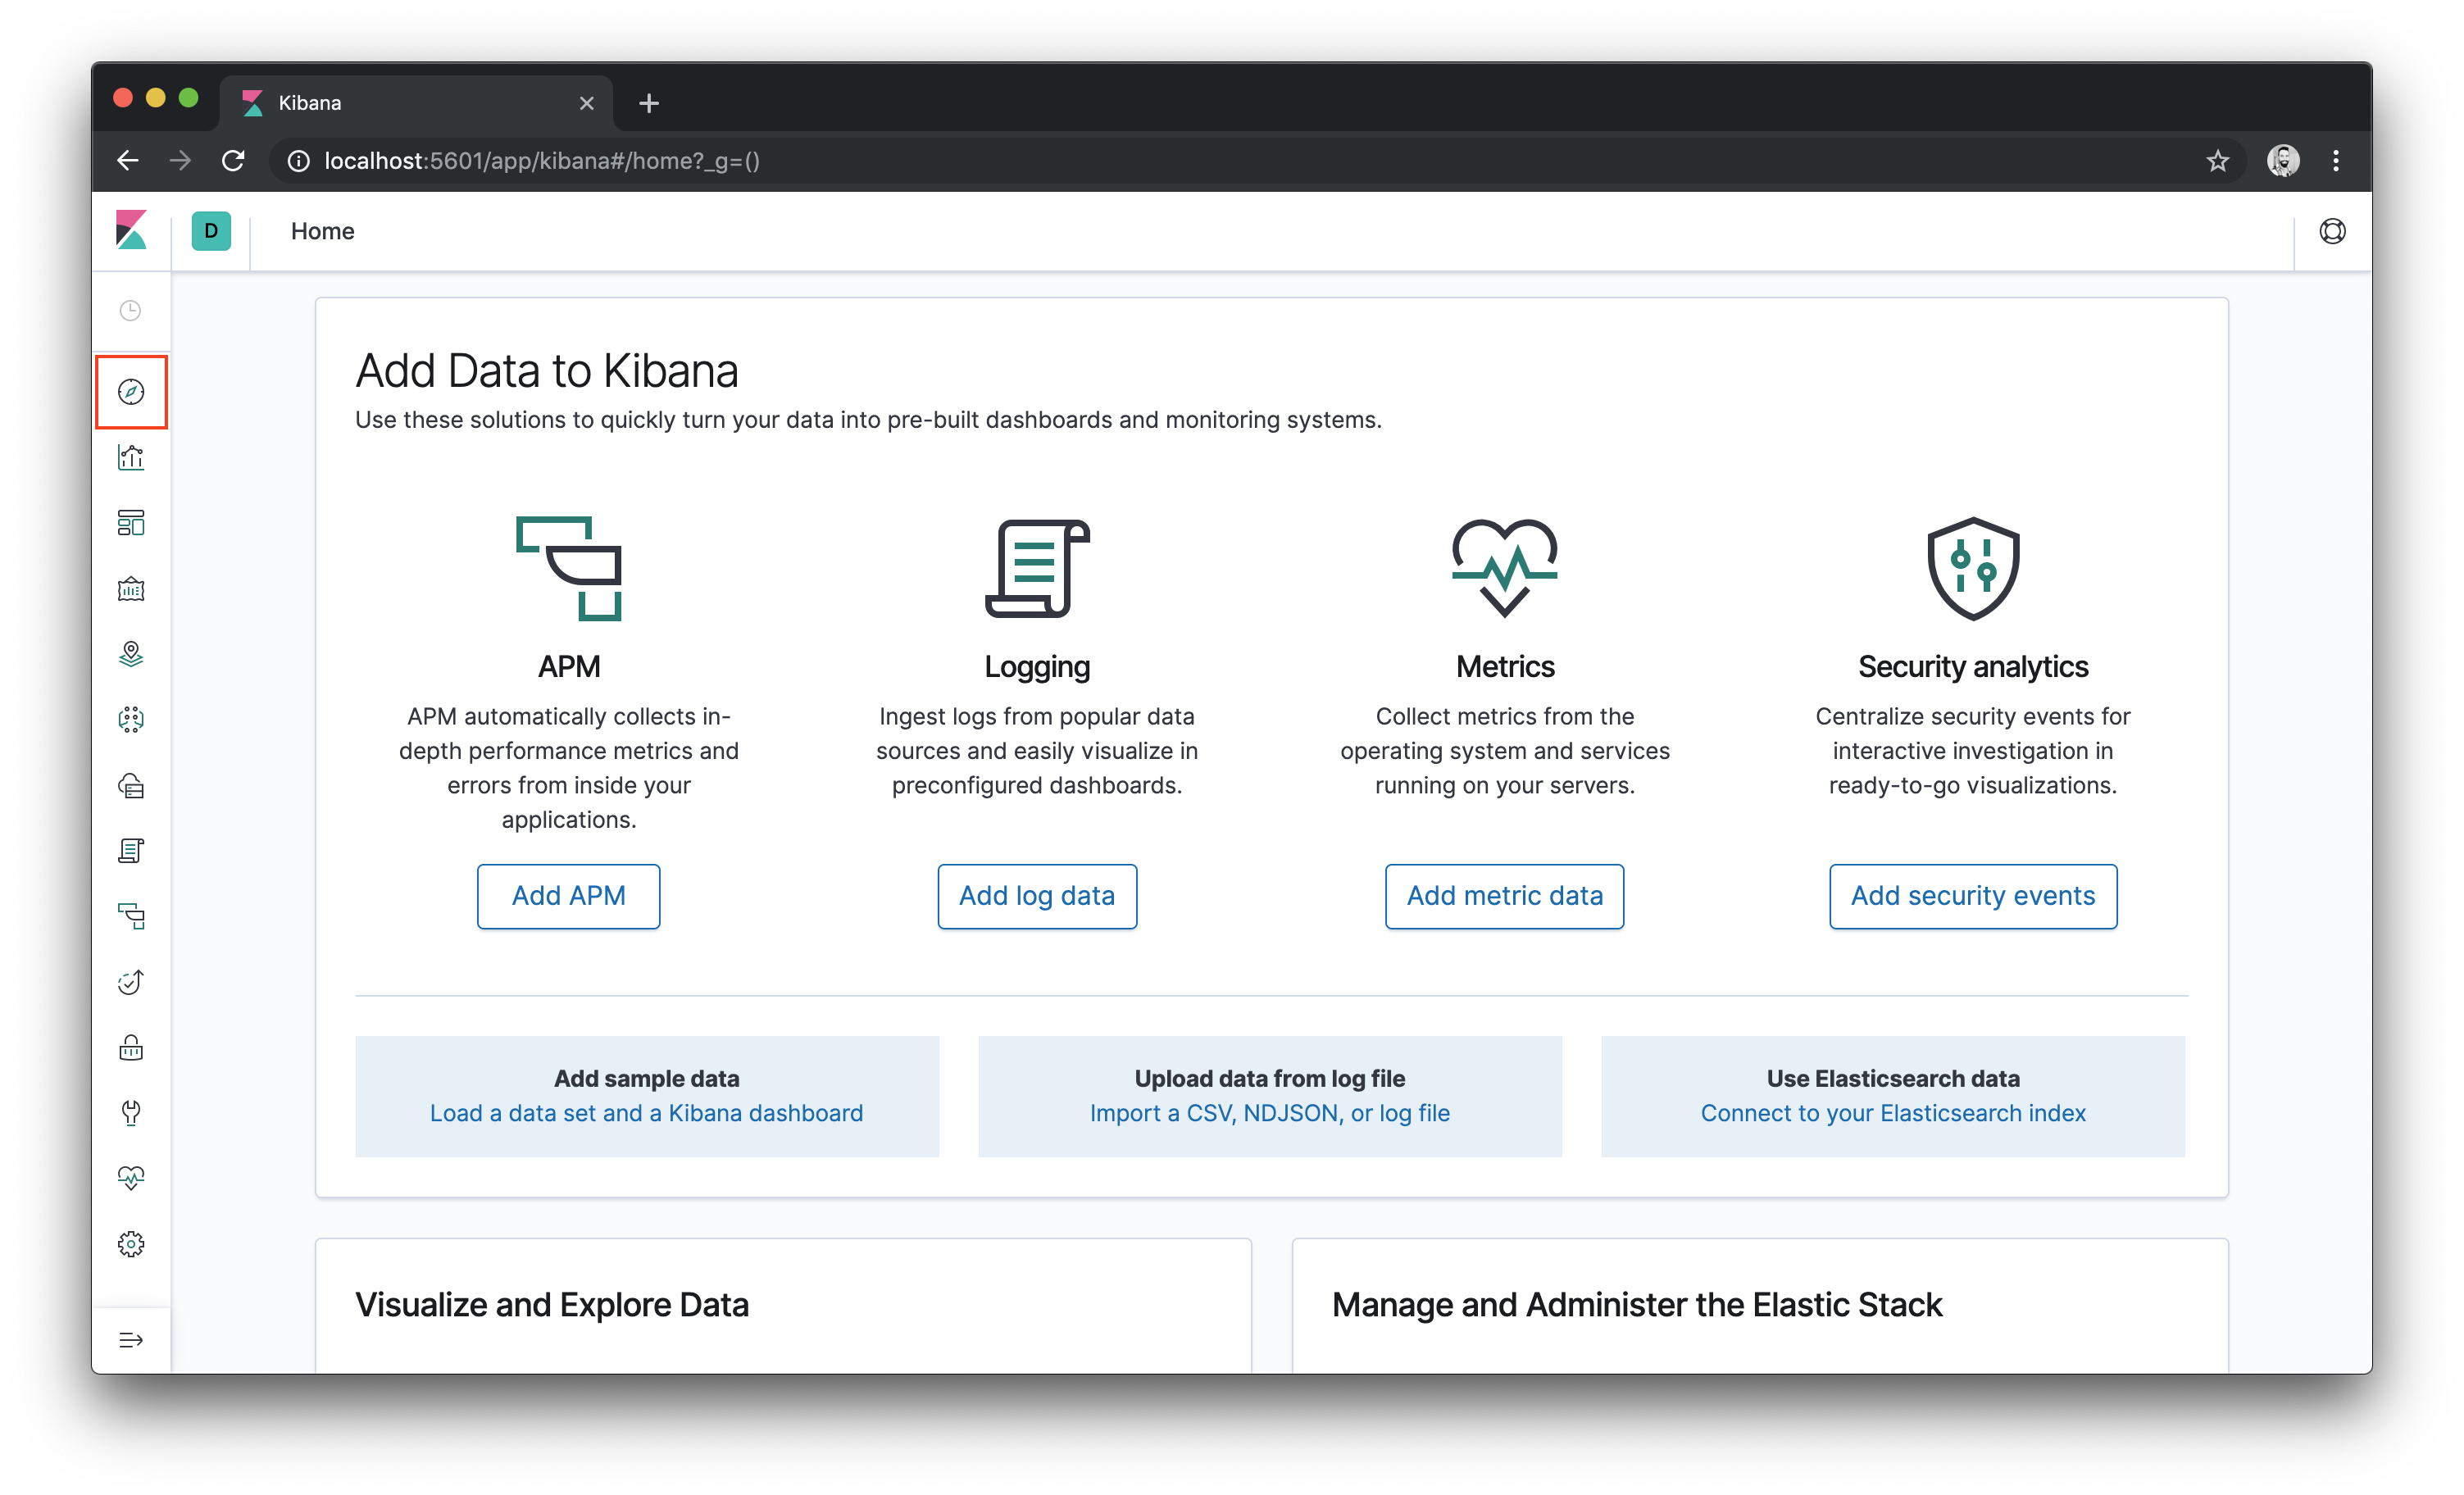 Kibana
localhost:5601/app/kibana#/home?_g=()
D
Home
Add Data to Kibana
Use these solutions to quickly turn your data into pre-built dashboards and monitoring systems.
APM
APM automatically collects in-
depth performance metrics and
errors from inside your
applications.
Add APM
Logging
Ingest logs from popular data
sources and easily visualize in
preconfigured dashboards.
Add log data
Metrics
Collect metrics from the
operating system and services
running on your servers.
Add metric data
Security analytics
Centralize security events for
interactive investigation in
ready-to-go visualizations.
Add security events
Add sample data
Load a data set and a Kibana dashboard
Upload data from log file
Import a CSV, NDJSON, or log file
Use Elasticsearch data
Connect to your Elasticsearch index
Visualize and Explore Data
Manage and Administer the Elastic Stack